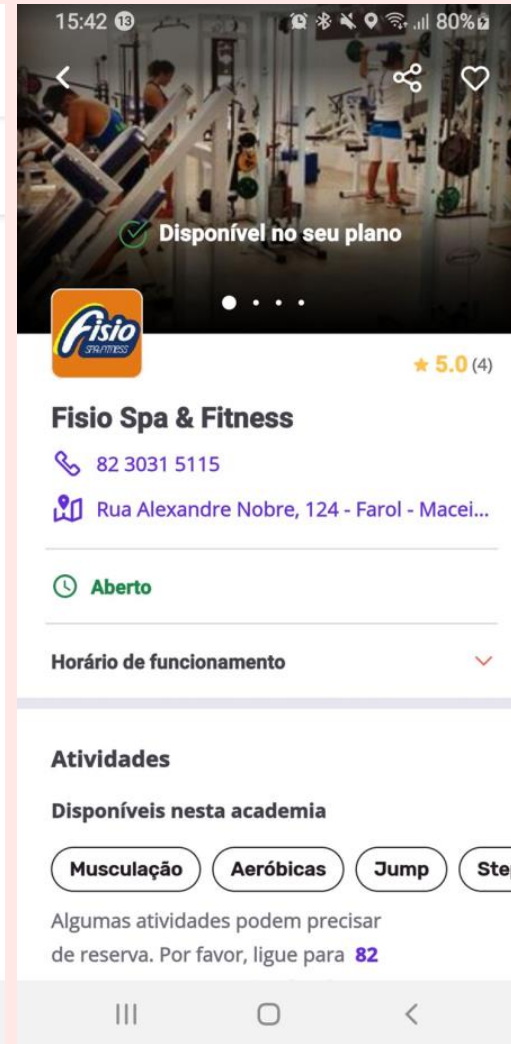 15:42 13 80%
Disponível no seu plano
Fisio
SPA/FITNESS
5.0 (4)
Fisio Spa & Fitness
82 3031 5115
Rua Alexandre Nobre, 124 - Farol - Macei...
Aberto
Horário de funcionamento
Atividades
Disponíveis nesta academia
Musculação Aeróbicas Jump Ste
Algumas atividades podem precisar
de reserva. Por favor, ligue para 82